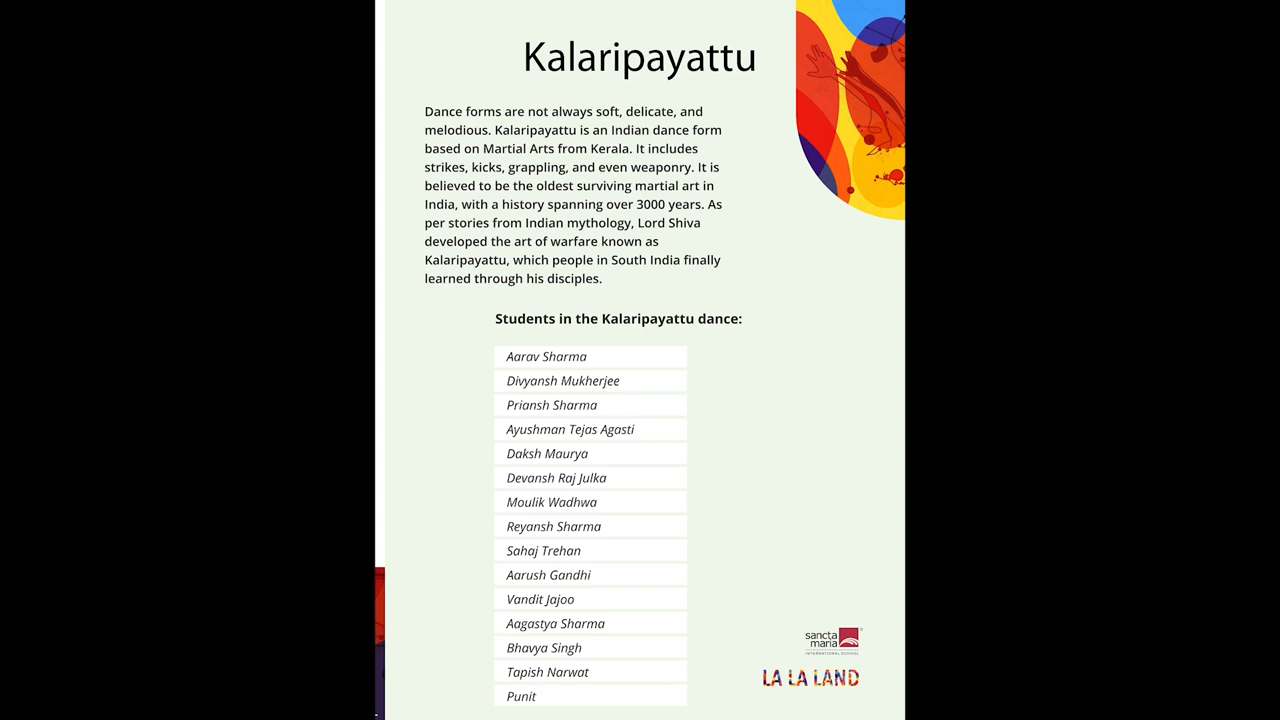 Kalaripayattu
Dance forms are not always soft, delicate, and
melodious. Kalaripayattu is an Indian dance form
based on Martial Arts from Kerala. It includes
strikes, kicks, grappling, and even weaponry. It is
believed to be the oldest surviving martial art in
India, with a history spanning over 3000 years. As
per stories from Indian mythology, Lord Shiva
developed the art of warfare known as
Kalaripayattu, which people in South India finally
learned through his disciples.
Students in the Kalaripayattu dance:
Aarav Sharma
Divyansh Mukherjee
Priansh Sharma
Ayushman Tejas Agasti
Daksh Maurya
Devansh Raj Julka
Moulik Wadhwa
Reyansh Sharma
Sahaj Trehan
Aarush Gandhi
Vandit Jajoo
Aagastya Sharma
Bhavya Singh
Tapish Narwat
Punit
sancta
maria
INTERNATIONAL SCHOOL
LA LA LAND